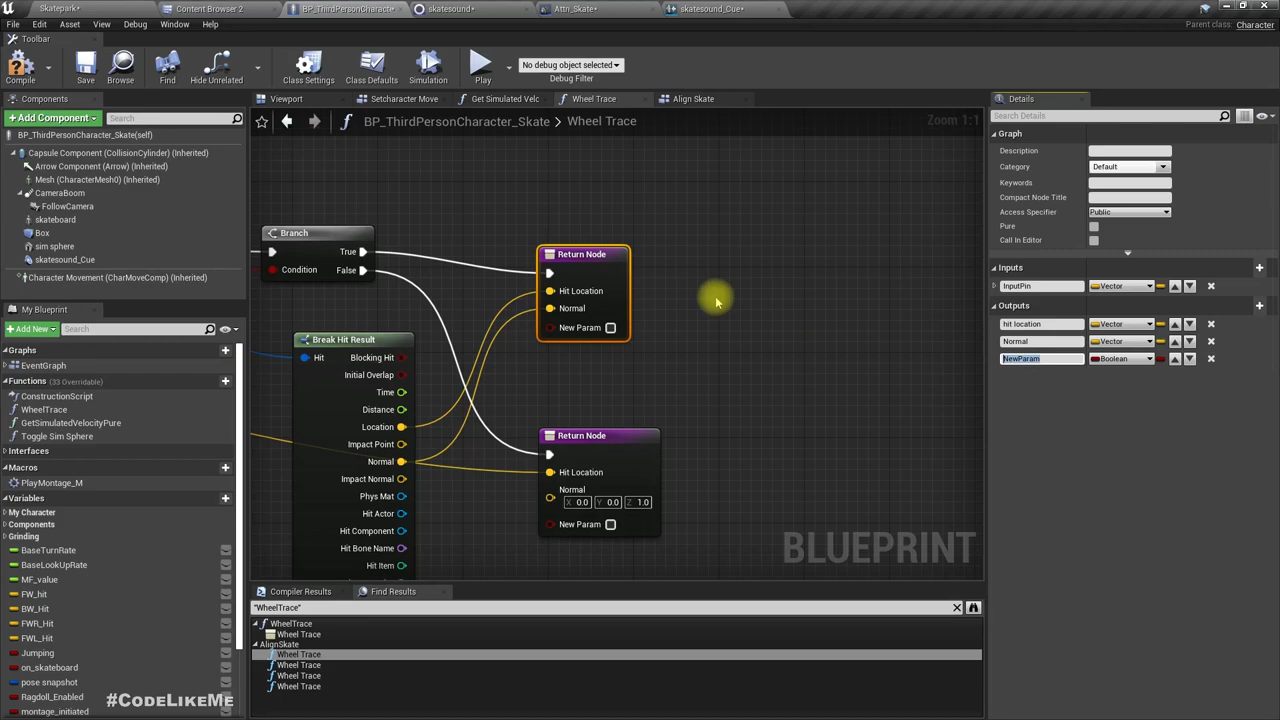 Skatepark•
Content Browser 2
BP_ThirdPersonCharacte
skatesound•
Attn_Skate•
skatesound_Cue•
File Edit Asset View Debug Window Help
Parent class: Character
Toolbar
Compile
Save
Browse
Find
Hide Unrelated
Class Settings
Class Defaults
Simulation
Play
No debug object selected
Debug Filter
Components
Add Component
Search
BP_ThirdPersonCharacter_Skate(self)
Capsule Component (CollisionCylinder) (Inherited)
Arrow Component (Arrow) (Inherited)
Mesh (CharacterMesh0) (Inherited)
CameraBoom
FollowCamera
skateboard
Box
sim sphere
skatesound_Cue
Character Movement (CharMoveComp) (Inherited)
My Blueprint
Add New
Search
Graphs
EventGraph
Functions (33 Overridable)
ConstructionScript
WheelTrace
GetSimulatedVelocityPure
Toggle Sim Sphere
Interfaces
Macros
PlayMontage_M
Variables
My Character
Components
Grinding
BaseTurnRate
BaseLookUpRate
MF_value
FW_hit
BW_Hit
FWR_Hit
FWL_Hit
Jumping
on_skateboard
pose snapshot
Ragdoll_Enabled
montage_initiated
#CodeLikeMe
Viewport
Setcharacter Move
Get Simulated Velc
Wheel Trace
Align Skate
BP_ThirdPersonCharacter_Skate > Wheel Trace
Zoom 1:1
Branch
True
Condition
False
Break Hit Result
Hit
Blocking Hit
Initial Overlap
Time
Distance
Location
Impact Point
Normal
Impact Normal
Phys Mat
Hit Actor
Hit Component
Hit Bone Name
Hit Item
Return Node
Hit Location
Normal
New Param
Return Node
Hit Location
Normal
X 0.0 Y 0.0 Z 1.0
New Param
BLUEPRINT
Compiler Results
Find Results
"WheelTrace"
WheelTrace
Wheel Trace
AlignSkate
Wheel Trace
Wheel Trace
Wheel Trace
Wheel Trace
Details
Search Details
Graph
Description
Category Default
Keywords
Compact Node Title
Access Specifier Public
Pure
Call In Editor
Inputs
InputPin Vector
Outputs
hit location Vector
Normal Vector
NewParam Boolean